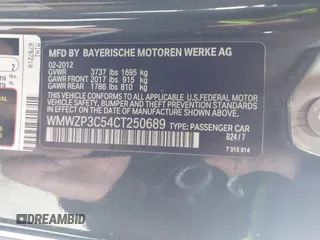 MFD BY BAYERISCHE MOTOREN WERKE AG
02-2012
GVWR 3737 lbs 1695 kg
GAWR FRONT 2017 lbs 915 kg
GAWR REAR 1786 lbs 810 kg
THIS VEHICLE CONFORMS TO ALL APPLICABLE U.S. FEDERAL MOTOR
VEHICLE SAFETY, BUMPER, AND THEFT PREVENTION STANDARDS
IN EFFECT ON THE DATE OF MANUFACTURE SHOWN ABOVE.
WMWZP3C54CT250689 TYPE: PASSENGER CAR
824/7
7 315 814
DREAMBID